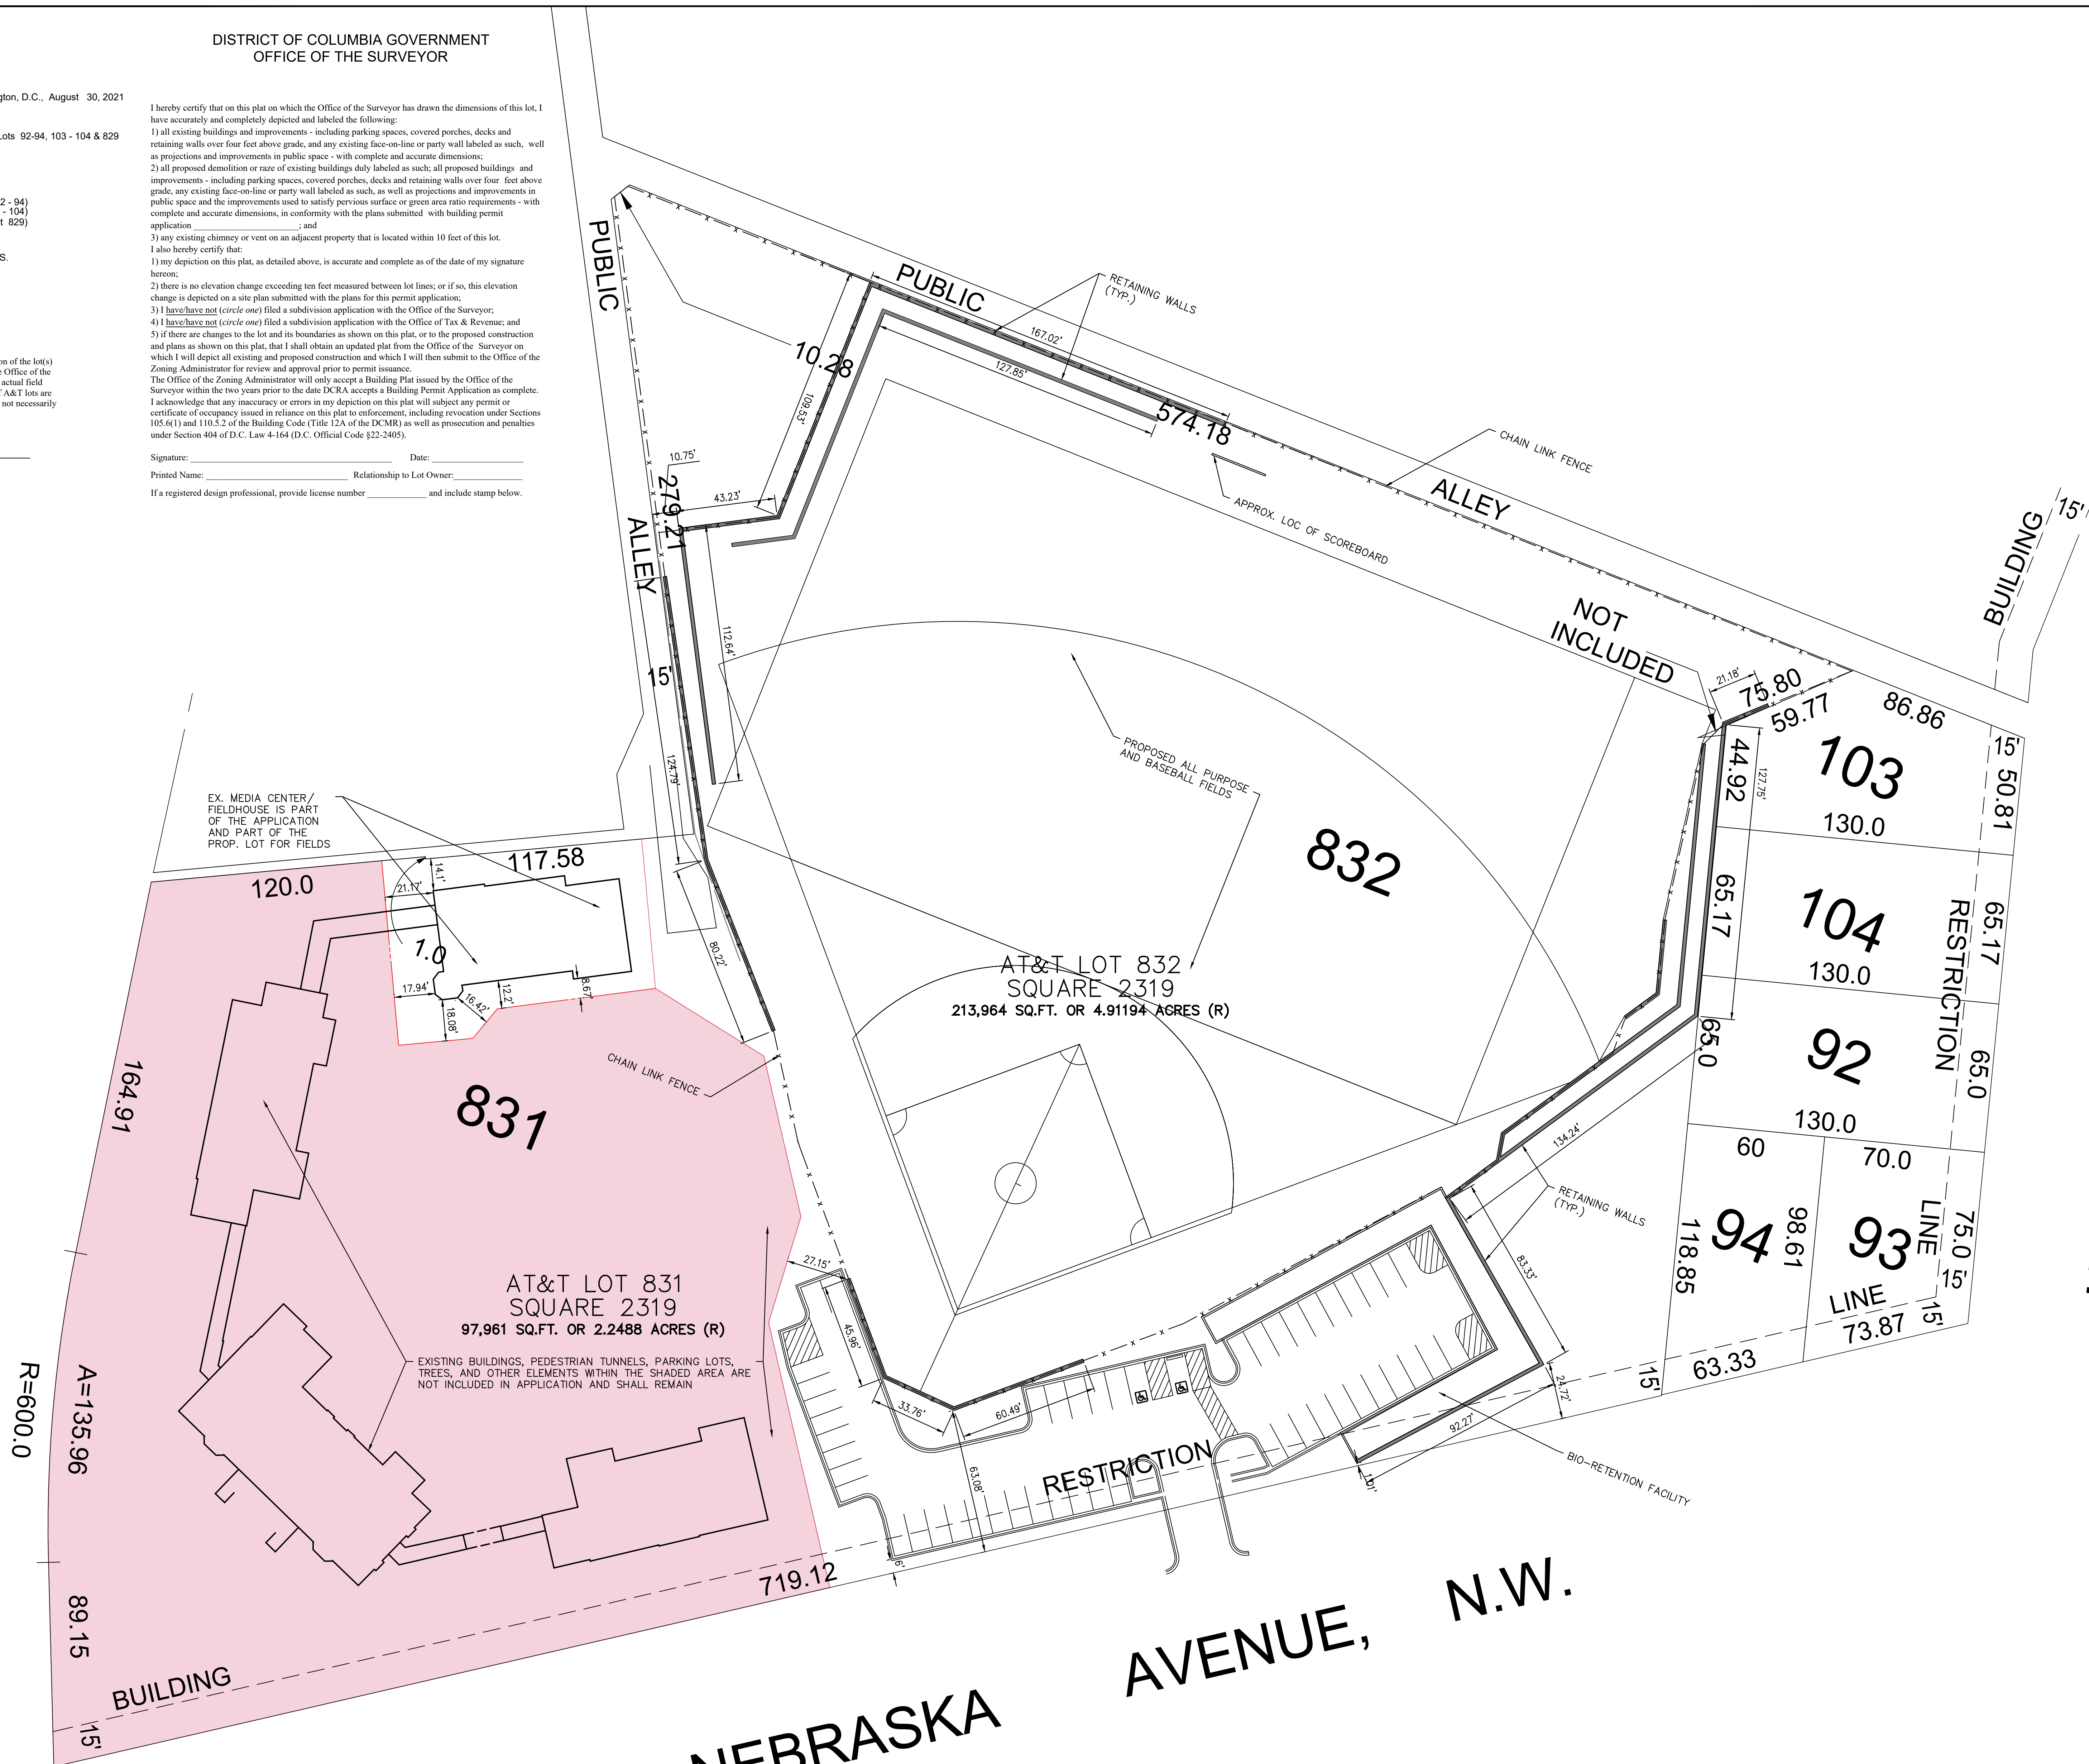 DISTRICT OF COLUMBIA GOVERNMENT
OFFICE OF THE SURVEYOR
D.C., August 30, 2021
Lots 92-94, 103 - 104 & 829
2 - 94)
- 104)
829)
S.
on of the lot(s)
Office of the
actual field
A&T lots are
not necessarily
I hereby certify that on this plat on which the Office of the Surveyor has drawn the dimensions of this lot, I
have accurately and completely depicted and labeled the following:
1) all existing buildings and improvements - including parking spaces, covered porches, decks and
retaining walls over four feet above grade, and any existing face-on-line or party wall labeled as such, well
as projections and improvements in public space - with complete and accurate dimensions;
2) all proposed demolition or raze of existing buildings duly labeled as such; all proposed buildings and
improvements - including parking spaces, covered porches, decks and retaining walls over four feet above
grade, any existing face-on-line or party wall labeled as such, as well as projections and improvements in
public space and the improvements used to satisfy pervious surface or green area ratio requirements - with
complete and accurate dimensions, in conformity with the plans submitted with building permit
application ________________________; and
3) any existing chimney or vent on an adjacent property that is located within 10 feet of this lot.
I also hereby certify that:
1) my depiction on this plat, as detailed above, is accurate and complete as of the date of my signature
hereon;
2) there is no elevation change exceeding ten feet measured between lot lines; or if so, this elevation
change is depicted on a site plan submitted with the plans for this permit application;
3) I have/have not (circle one) filed a subdivision application with the Office of the Surveyor;
4) I have/have not (circle one) filed a subdivision application with the Office of Tax & Revenue; and
5) if there are changes to the lot and its boundaries as shown on this plat, or to the proposed construction
and plans as shown on this plat, that I shall obtain an updated plat from the Office of the Surveyor on
which I will depict all existing and proposed construction and which I will then submit to the Office of the
Zoning Administrator for review and approval prior to permit issuance.
The Office of the Zoning Administrator will only accept a Building Plat issued by the Office of the
Surveyor within the two years prior to the date DCRA accepts a Building Permit Application as complete.
I acknowledge that any inaccuracy or errors in my depiction on this plat will subject any permit or
certificate of occupancy issued in reliance on this plat to enforcement, including revocation under Sections
105.6(1) and 110.5.2 of the Building Code (Title 12A of the DCMR) as well as prosecution and penalties
under Section 404 of D.C. Law 4-164 (D.C. Official Code §22-2405).
Signature: ____________________ Date: ____________________
Printed Name: ____________________ Relationship to Lot Owner: _______________
If a registered design professional, provide license number _____________ and include stamp below.
PUBLIC
ALLEY
15'
PUBLIC
ALLEY
RETAINING WALLS
(TYP.)
167.02'
127.85'
10.28
109.53'
574.18
CHAIN LINK FENCE
APPROX. LOC OF SCOREBOARD
10.75'
43.23'
279.21
112.64'
124.79'
80.22'
NOT
INCLUDED
21.18'
75.80
59.77
86.86
BUILDING
15'
103
15'
50.81
44.92
127.75'
130.0
104
65.17
65.17
130.0
RESTRICTION
92
65.0
65.0
130.0
60
70.0
94
98.61
93
118.85
75.0
LINE
15'
LINE
15'
73.87
63.33
15'
PROPOSED ALL PURPOSE
AND BASEBALL FIELDS
832
AT&T LOT 832
SQUARE 2319
213,964 SQ.FT. OR 4.91194 ACRES (R)
EX. MEDIA CENTER/
FIELDHOUSE IS PART
OF THE APPLICATION
AND PART OF THE
PROP. LOT FOR FIELDS
120.0
117.58
14.1'
21.17'
1.0
17.94'
18.08'
16.42'
12.2'
8.67'
CHAIN LINK FENCE
831
164.91
AT&T LOT 831
SQUARE 2319
97,961 SQ.FT. OR 2.2488 ACRES (R)
EXISTING BUILDINGS, PEDESTRIAN TUNNELS, PARKING LOTS,
TREES, AND OTHER ELEMENTS WITHIN THE SHADED AREA ARE
NOT INCLUDED IN APPLICATION AND SHALL REMAIN
R=600.0
A=135.96
89.15
BUILDING
15'
719.12
27.15'
45.96'
33.76'
60.49'
63.08'
6'
RESTRICTION
134.24'
RETAINING WALLS
(TYP.)
83.33'
24.72'
92.27'
1.01'
BIO-RETENTION FACILITY
NEBRASKA AVENUE, N.W.